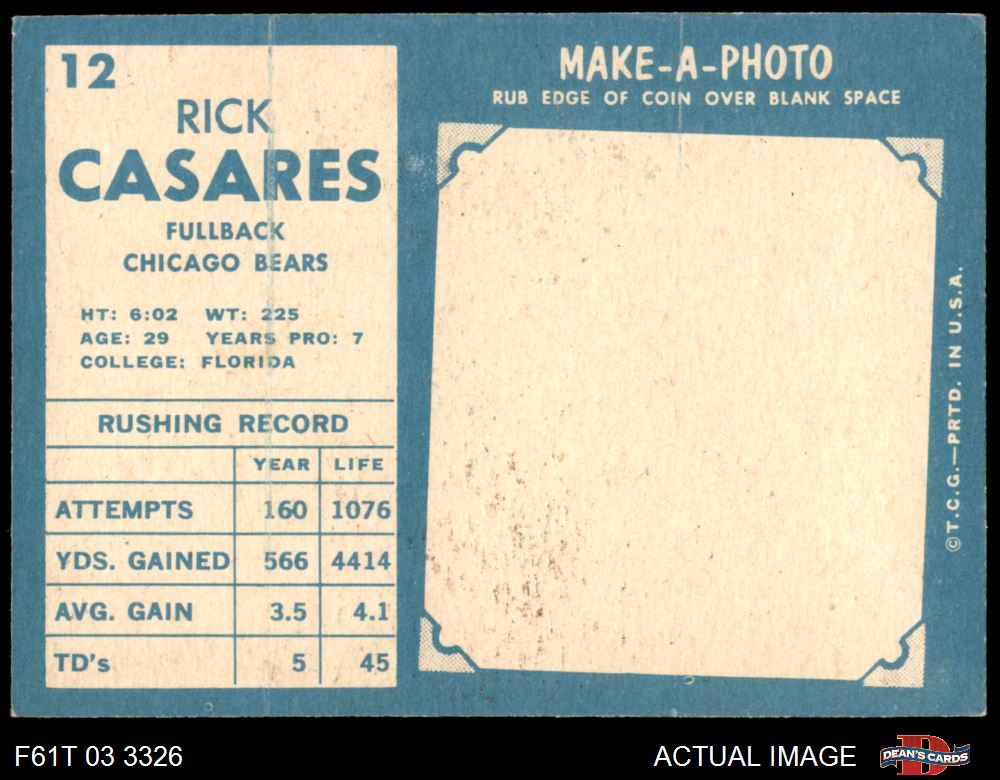 12
RICK
CASARES
FULLBACK
CHICAGO BEARS
HT: 6:02 WT: 225
AGE: 29 YEARS PRO: 7
COLLEGE: FLORIDA
RUSHING RECORD
YEAR LIFE
ATTEMPTS 160 1076
YDS. GAINED 566 4414
AVG. GAIN 3.5 4.1
TD's 5 45
MAKE-A-PHOTO
RUB EDGE OF COIN OVER BLANK SPACE
©T.C.G.—PRTD. IN U.S.A.
F61T 03 3326
ACTUAL IMAGE
D
DEAN'S CARDS